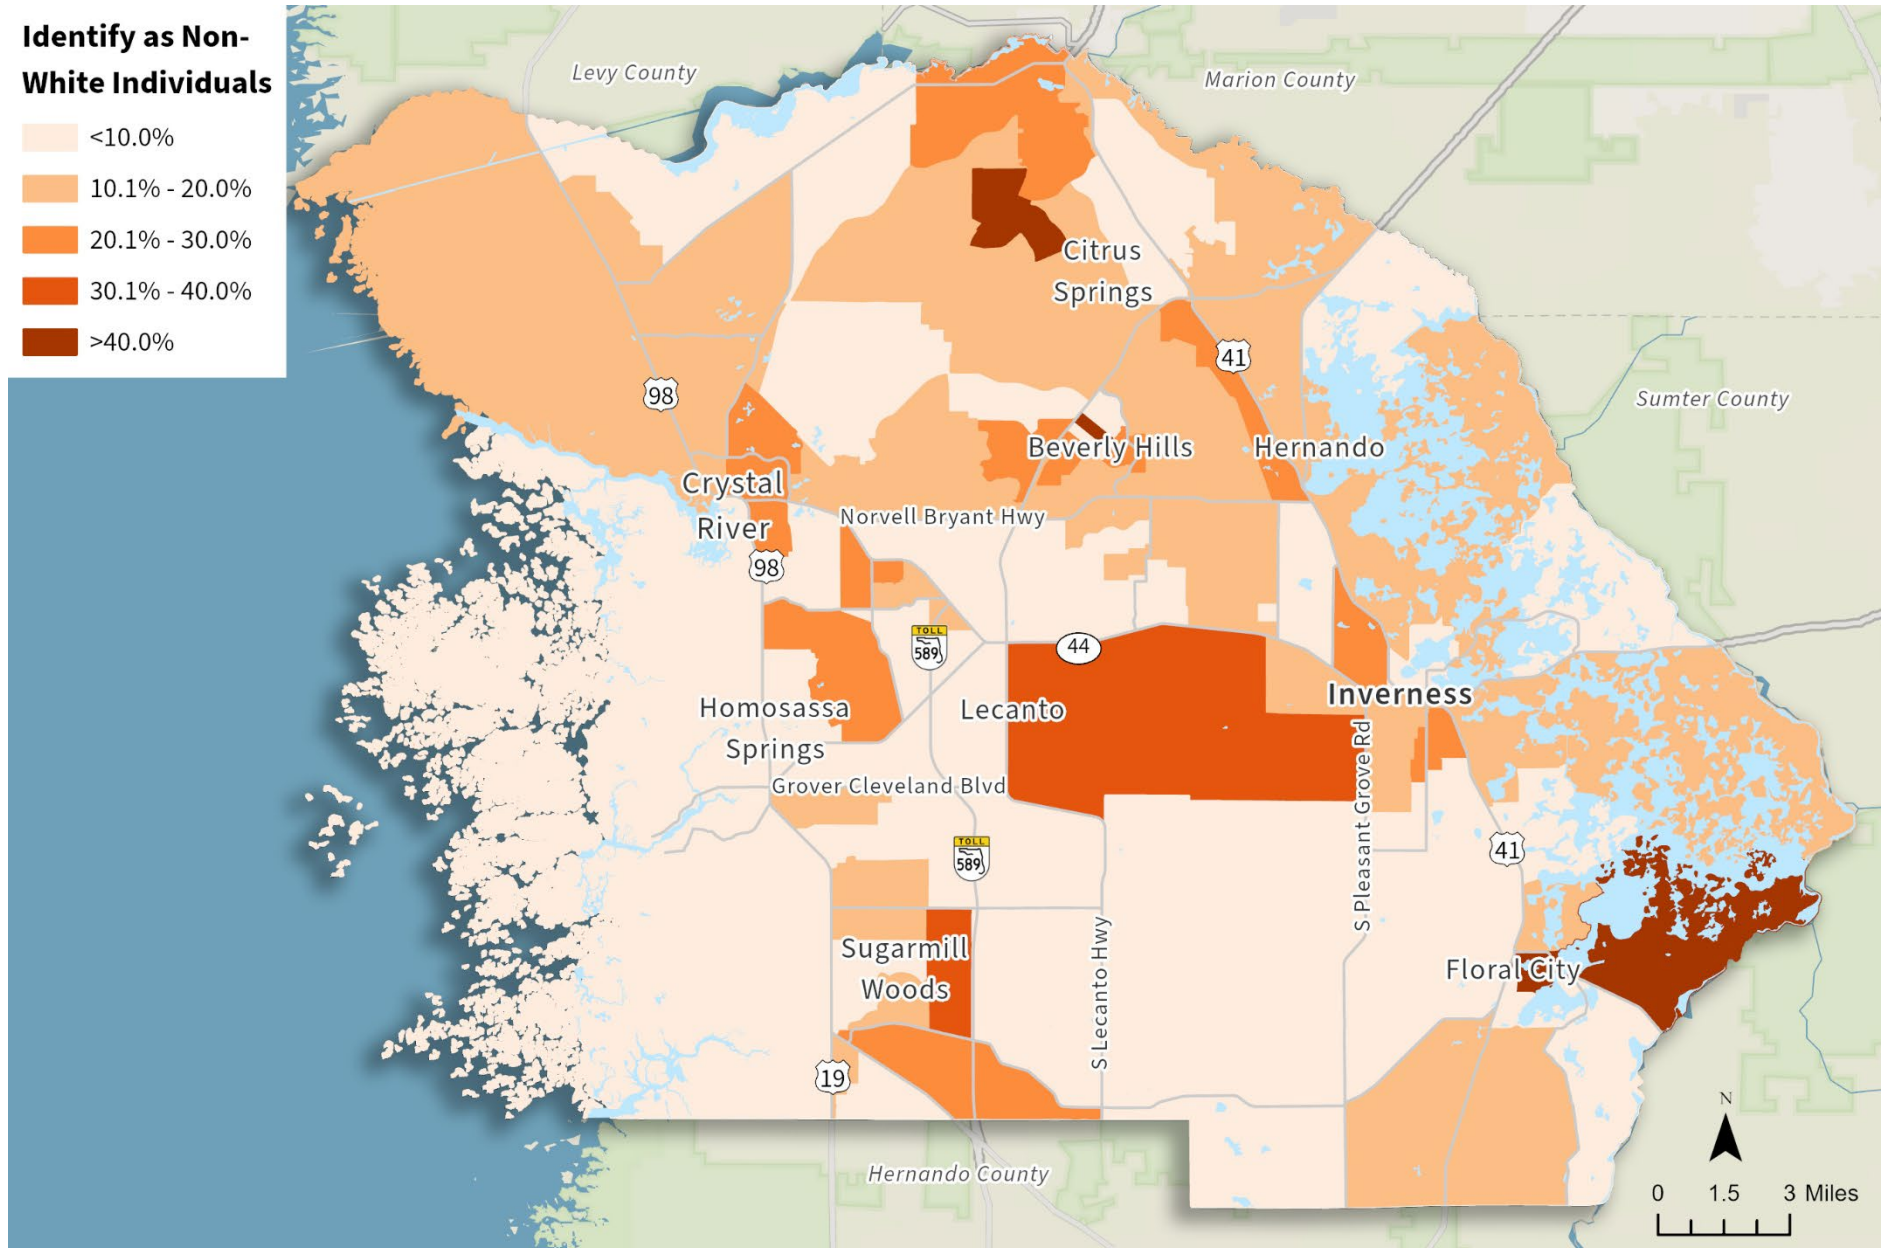 Identify as Non-
White Individuals
<10.0%
10.1% - 20.0%
20.1% - 30.0%
30.1% - 40.0%
>40.0%
Levy County
Marion County
Citrus
Springs
41
98
Sumter County
Beverly Hills
Hernando
Crystal
River
Norvell Bryant Hwy
98
TOLL
589
44
Inverness
Homosassa
Springs
Lecanto
Grover Cleveland Blvd
S Pleasant Grove Rd
TOLL
589
41
Sugarmill
Woods
S Lecanto Hwy
Floral City
19
Hernando County
N
0 1.5 3 Miles